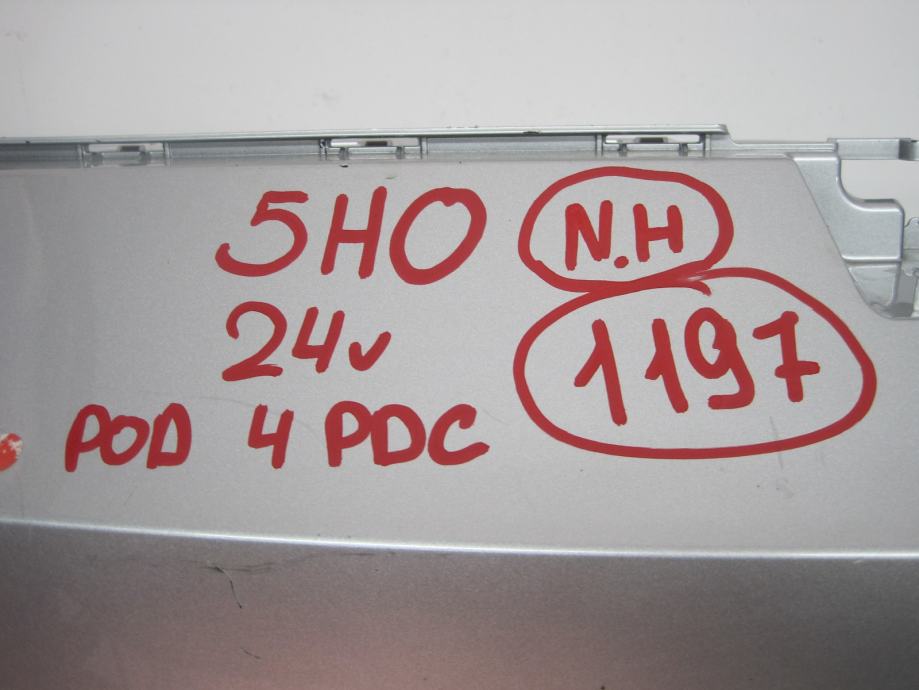 5HO N.H
24v 1197
POD 4 PDC